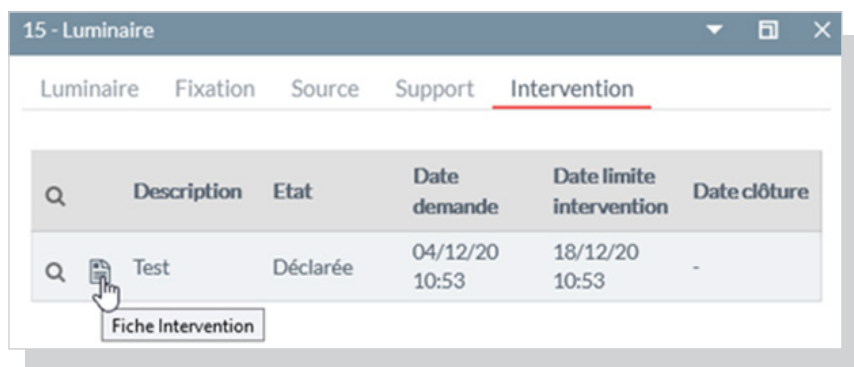 15 - Luminaire
Luminaire Fixation Source Support Intervention
Description Etat Date demande Date limite intervention Date clôture
Test Déclarée 04/12/20 10:53 18/12/20 10:53 -
Fiche Intervention